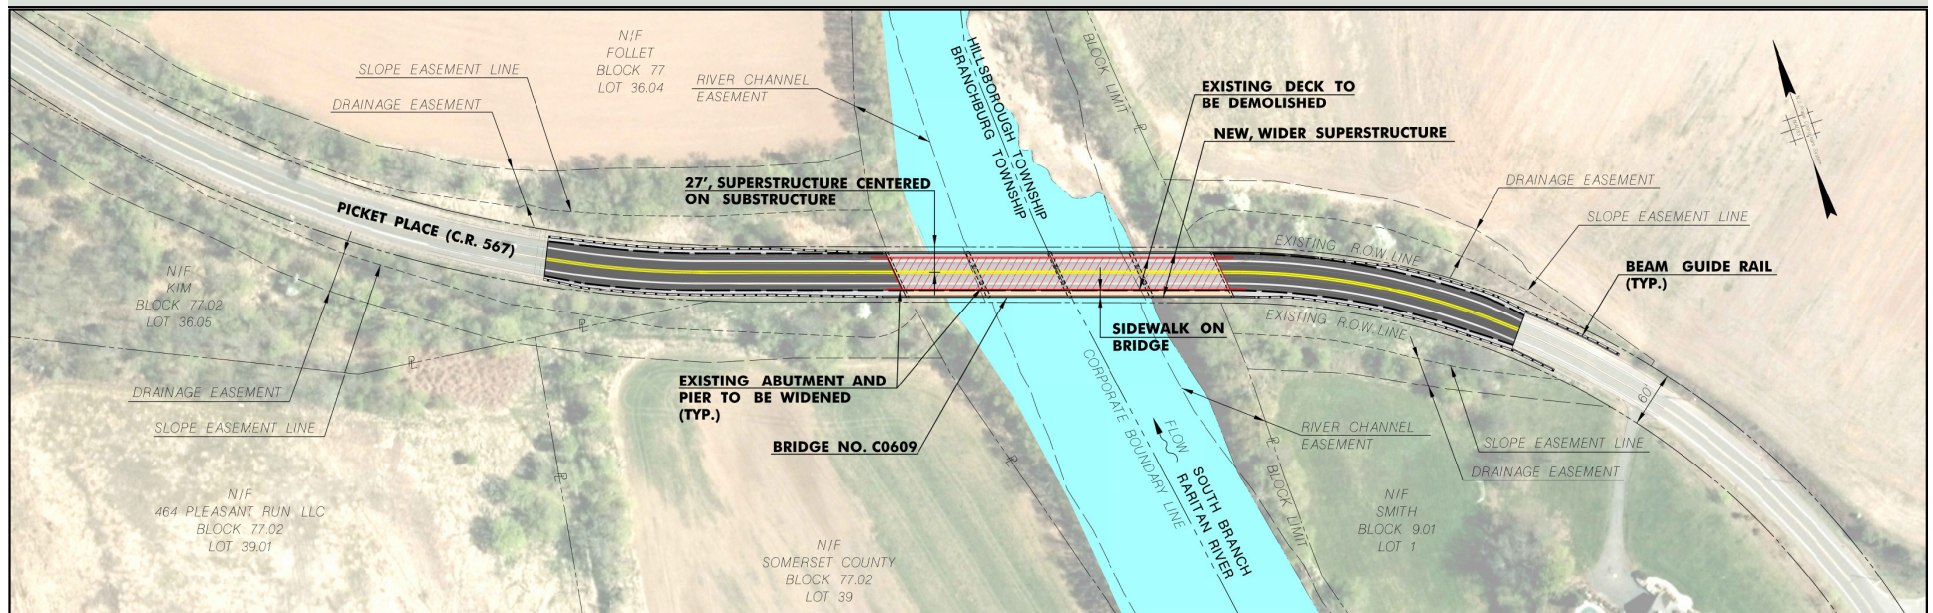 N/F
FOLLET
BLOCK 77
LOT 36.04
SLOPE EASEMENT LINE
DRAINAGE EASEMENT
RIVER CHANNEL
EASEMENT
HILLSBOROUGH TOWNSHIP
BRANCHBURG TOWNSHIP
BLOCK LIMIT
PL
EXISTING DECK TO
BE DEMOLISHED
NEW, WIDER SUPERSTRUCTURE
27', SUPERSTRUCTURE CENTERED
ON SUBSTRUCTURE
DRAINAGE EASEMENT
SLOPE EASEMENT LINE
PICKET PLACE (C.R. 567)
EXISTING R.O.W. LINE
BEAM GUIDE RAIL
(TYP.)
N/F
KIM
BLOCK 77.02
LOT 36.05
PL
PL
SIDEWALK ON
BRIDGE
EXISTING R.O.W. LINE
DRAINAGE EASEMENT
SLOPE EASEMENT LINE
EXISTING ABUTMENT AND
PIER TO BE WIDENED
(TYP.)
BRIDGE NO. C0609
CORPORATE BOUNDARY LINE
FLOW
SOUTH BRANCH
RARITAN RIVER
RIVER CHANNEL
EASEMENT
60'
SLOPE EASEMENT LINE
DRAINAGE EASEMENT
PL
PL
PL
BLOCK LIMIT
N/F
464 PLEASANT RUN LLC
BLOCK 77.02
LOT 39.01
N/F
SOMERSET COUNTY
BLOCK 77.02
LOT 39
N/F
SMITH
BLOCK 9.01
LOT 1